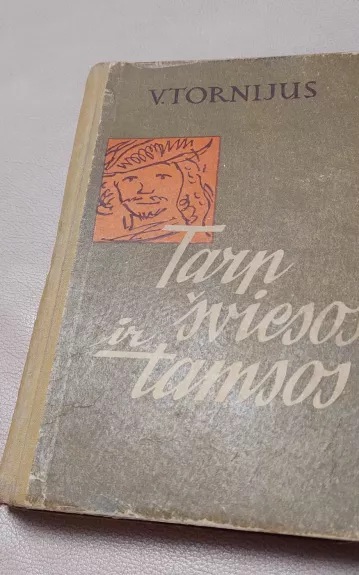 V. TORNIJUS
Tarp
šviesos
ir
tamsos